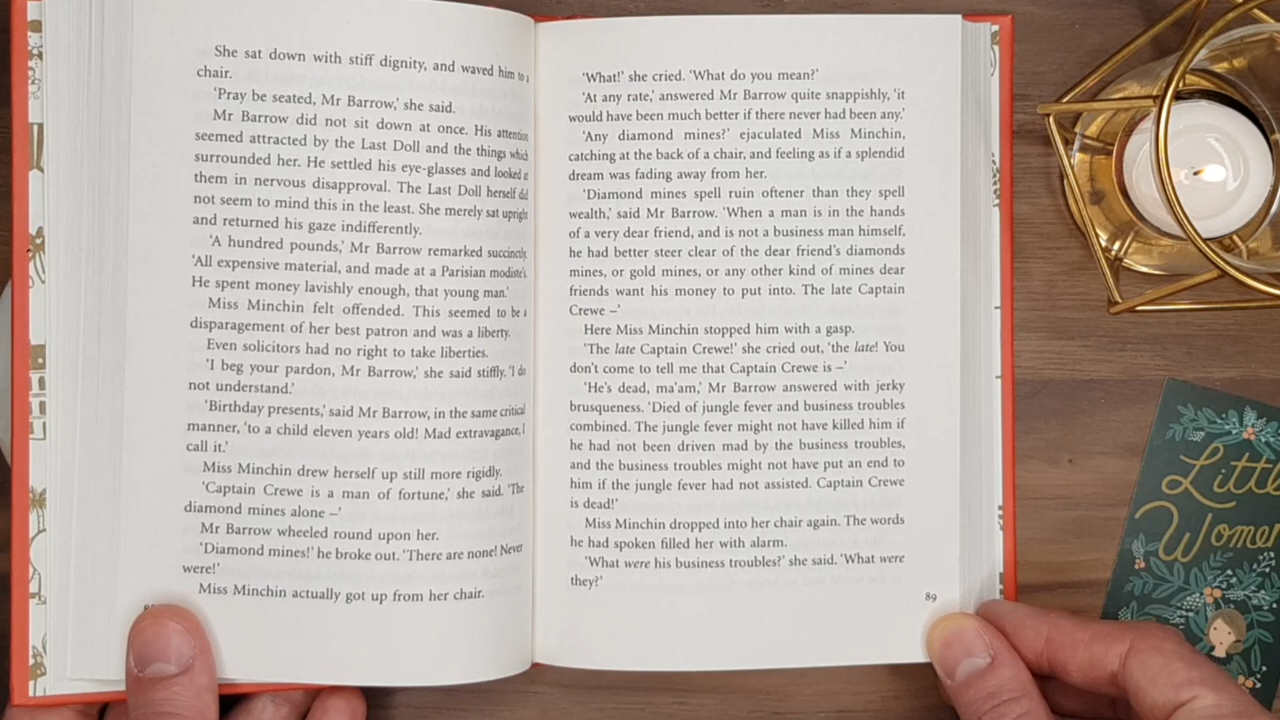 She sat down with stiff dignity, and waved him to a
chair.
‘Pray be seated, Mr Barrow,’ she said.
Mr Barrow did not sit down at once. His attention
seemed attracted by the Last Doll and the things which
surrounded her. He settled his eye-glasses and looked at
them in nervous disapproval. The Last Doll herself did
not seem to mind this in the least. She merely sat upright
and returned his gaze indifferently.
‘A hundred pounds,’ Mr Barrow remarked succinctly.
‘All expensive material, and made at a Parisian modiste’s.
He spent money lavishly enough, that young man.’
Miss Minchin felt offended. This seemed to be a
disparagement of her best patron and was a liberty.
Even solicitors had no right to take liberties.
‘I beg your pardon, Mr Barrow,’ she said stiffly. ‘I do
not understand.’
‘Birthday presents,’ said Mr Barrow, in the same critical
manner, ‘to a child eleven years old! Mad extravagance, I
call it.’
Miss Minchin drew herself up still more rigidly.
‘Captain Crewe is a man of fortune,’ she said. ‘The
diamond mines alone –’
Mr Barrow wheeled round upon her.
‘Diamond mines!’ he broke out. ‘There are none! Never
were!’
Miss Minchin actually got up from her chair.
‘What!’ she cried. ‘What do you mean?’
‘At any rate,’ answered Mr Barrow quite snappishly, ‘it
would have been much better if there never had been any.’
‘Any diamond mines?’ ejaculated Miss Minchin,
catching at the back of a chair, and feeling as if a splendid
dream was fading away from her.
‘Diamond mines spell ruin oftener than they spell
wealth,’ said Mr Barrow. ‘When a man is in the hands
of a very dear friend, and is not a business man himself,
he had better steer clear of the dear friend’s diamonds
mines, or gold mines, or any other kind of mines dear
friends want his money to put into. The late Captain
Crewe –’
Here Miss Minchin stopped him with a gasp.
‘The late Captain Crewe!’ she cried out, ‘the late! You
don’t come to tell me that Captain Crewe is –’
‘He’s dead, ma’am,’ Mr Barrow answered with jerky
brusqueness. ‘Died of jungle fever and business troubles
combined. The jungle fever might not have killed him if
he had not been driven mad by the business troubles,
and the business troubles might not have put an end to
him if the jungle fever had not assisted. Captain Crewe
is dead!’
Miss Minchin dropped into her chair again. The words
he had spoken filled her with alarm.
‘What were his business troubles?’ she said. ‘What were
they?’
89
Little
Women